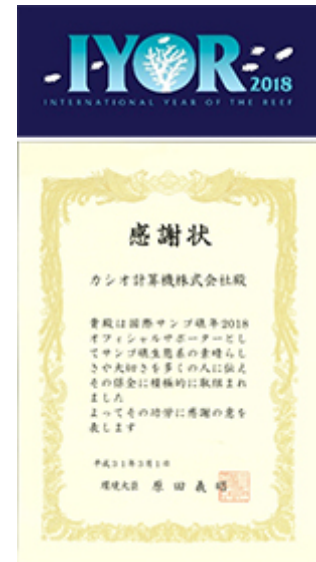 IYOR
2018
INTERNATIONAL YEAR OF THE REEF
感謝状
カシオ計算機株式会社殿
貴殿は国際サンゴ礁年2018
オフィシャルサポーターとし
てサンゴ礁生態系の素晴らし
さや大切さを多くの人に伝え
その保全に積極的に取組まれ
ました
よってその功労に感謝の意を
表します
平成31年3月1日
環境大臣 原田義昭